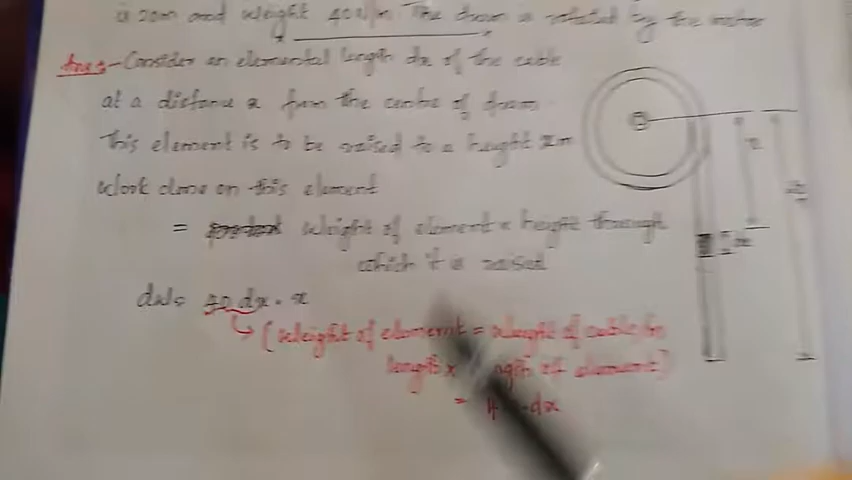 is 20m and weight 40N/m. The drum is rotated by the motor
Ans:- Consider an elemental length dx of the cable
at a distance x from the centre of drum
This element is to be raised to a height xm
Work done on this element
= weight of element x height through
which it is raised
dW = 40 dx · x
(weight of element = weight of cable
length x length of element)
= dx